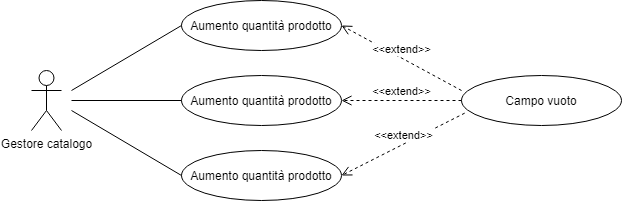 Aumento quantità prodotto
<<extend>>
Aumento quantità prodotto
<<extend>>
Campo vuoto
<<extend>>
Gestore catalogo
Aumento quantità prodotto